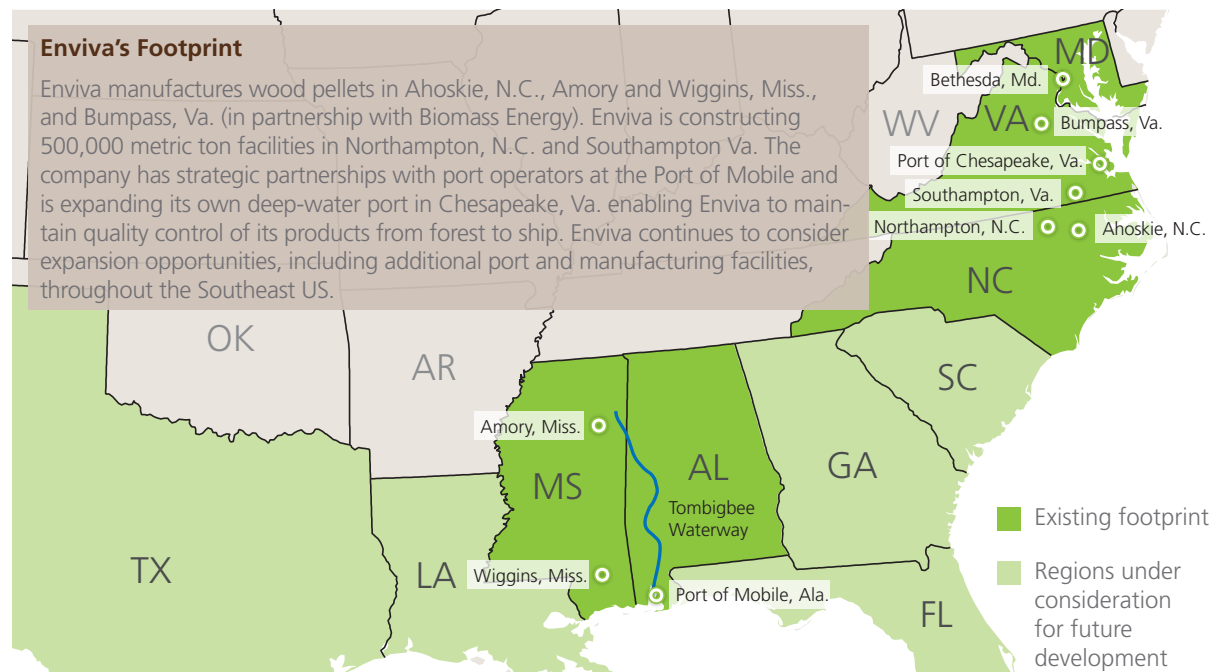 Enviva's Footprint
Enviva manufactures wood pellets in Ahoskie, N.C., Amory and Wiggins, Miss.,
and Bumpass, Va. (in partnership with Biomass Energy). Enviva is constructing
500,000 metric ton facilities in Northampton, N.C. and Southampton Va. The
company has strategic partnerships with port operators at the Port of Mobile and
is expanding its own deep-water port in Chesapeake, Va. enabling Enviva to main-
tain quality control of its products from forest to ship. Enviva continues to consider
expansion opportunities, including additional port and manufacturing facilities,
throughout the Southeast US.
MD
Bethesda, Md.
WV
VA
Bumpass, Va.
Port of Chesapeake, Va.
Southampton, Va.
Northampton, N.C.
Ahoskie, N.C.
NC
OK
AR
SC
Amory, Miss.
MS
AL
GA
Tombigbee
Waterway
TX
LA
Wiggins, Miss.
Port of Mobile, Ala.
FL
Existing footprint
Regions under
consideration
for future
development